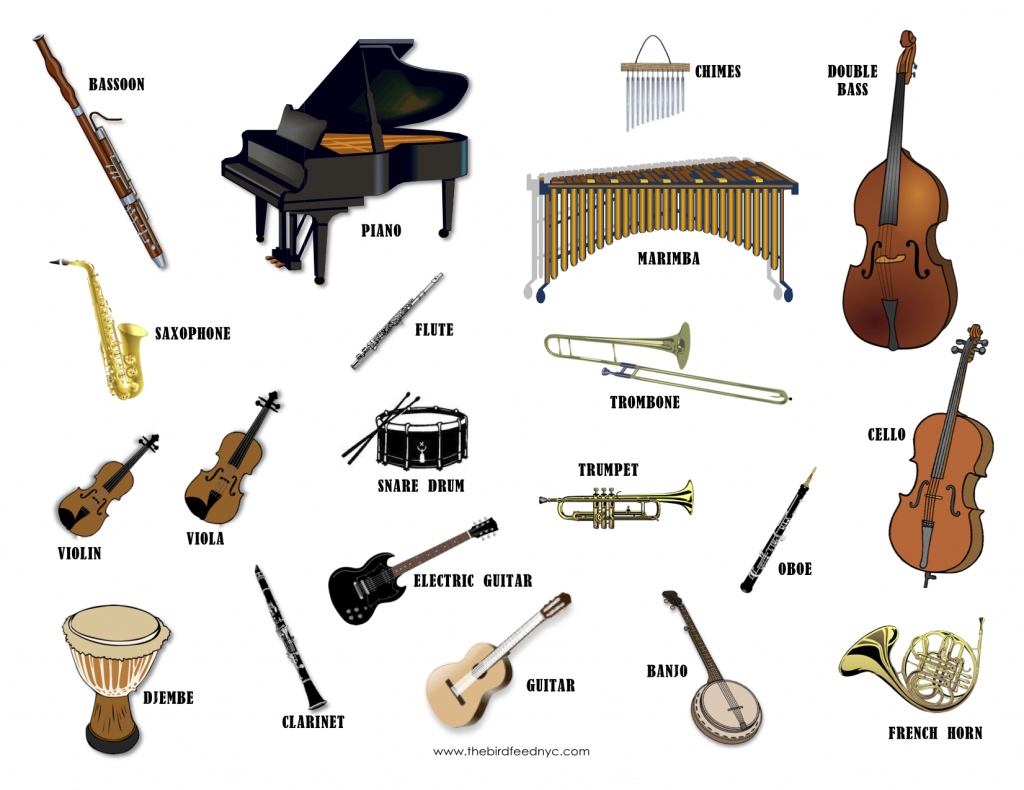 BASSOON
CHIMES
DOUBLE
BASS
PIANO
MARIMBA
SAXOPHONE
FLUTE
TROMBONE
CELLO
SNARE DRUM
TRUMPET
VIOLIN
VIOLA
ELECTRIC GUITAR
OBOE
DJEMBE
CLARINET
GUITAR
BANJO
FRENCH HORN
www.thebirdfeednyc.com